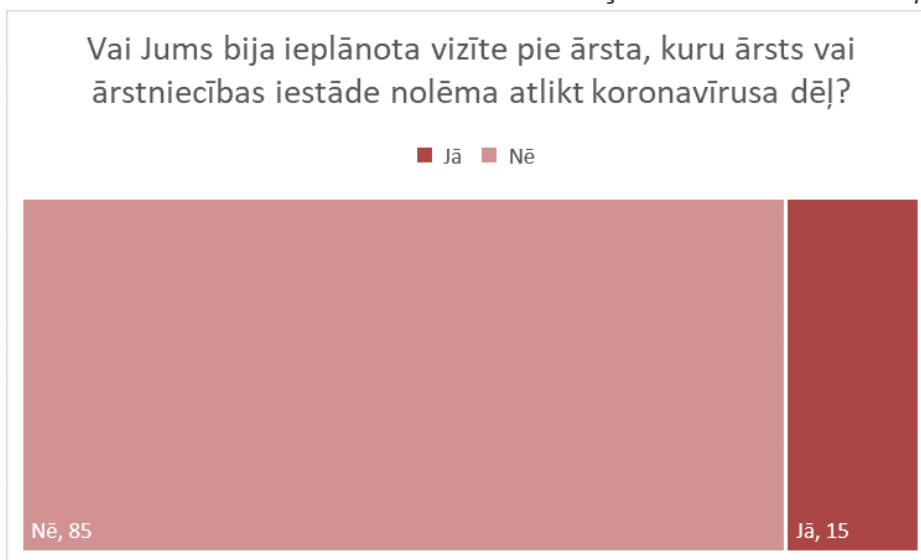 Vai Jums bija ieplānota vizīte pie ārsta, kuru ārsts vai
ārstniecības iestāde nolēma atlikt koronavīrusa dēļ?
Jā Nē
Nē, 85
Jā, 15